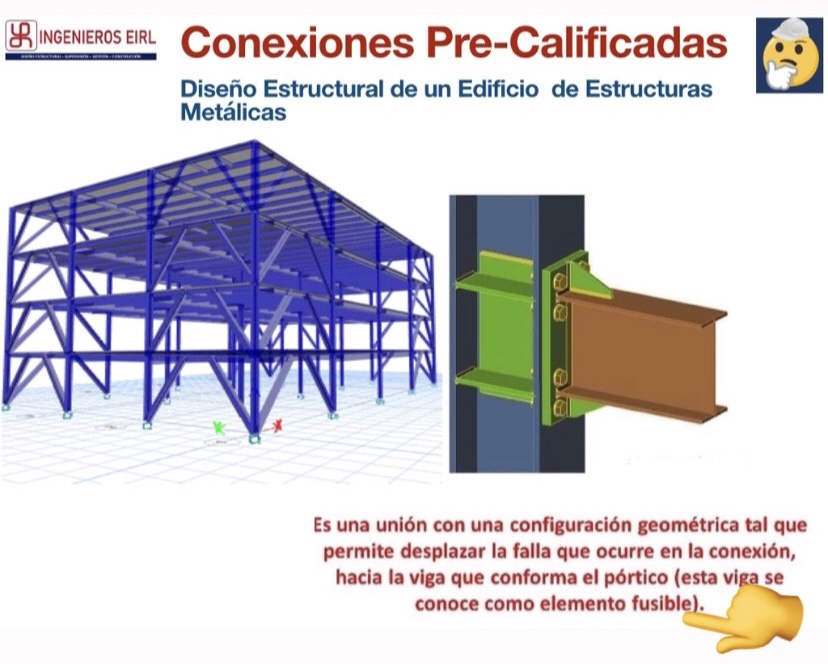 INGENIEROS EIRL
DISEÑO ESTRUCTURAL - SUPERVISIÓN - GESTIÓN - CONSTRUCCIÓN
Conexiones Pre-Calificadas
Diseño Estructural de un Edificio de Estructuras
Metálicas
Y
X
Es una unión con una configuración geométrica tal que
permite desplazar la falla que ocurre en la conexión,
hacia la viga que conforma el pórtico (esta viga se
conoce como elemento fusible).